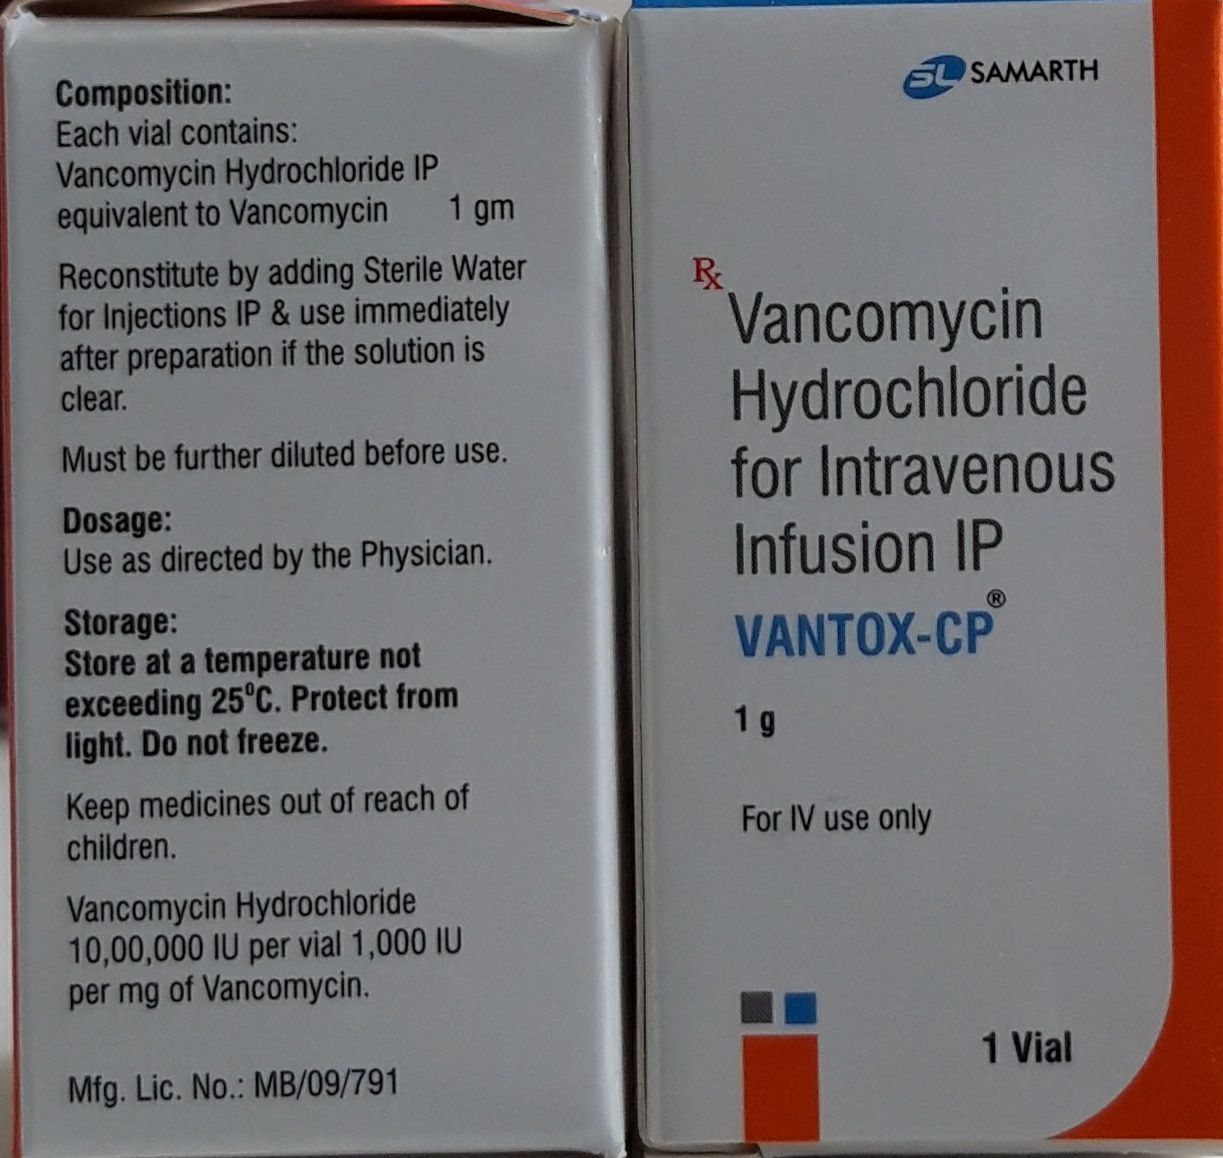 Composition:
Each vial contains:
Vancomycin Hydrochloride IP
equivalent to Vancomycin 1 gm
Reconstitute by adding Sterile Water
for Injections IP & use immediately
after preparation if the solution is
clear.
Must be further diluted before use.
Dosage:
Use as directed by the Physician.
Storage:
Store at a temperature not
exceeding 25⁰C. Protect from
light. Do not freeze.
Keep medicines out of reach of
children.
Vancomycin Hydrochloride
10,00,000 IU per vial 1,000 IU
per mg of Vancomycin.
Mfg. Lic. No.: MB/09/791
SL SAMARTH
Rx
Vancomycin
Hydrochloride
for Intravenous
Infusion IP
VANTOX-CP®
1 g
For IV use only
1 Vial